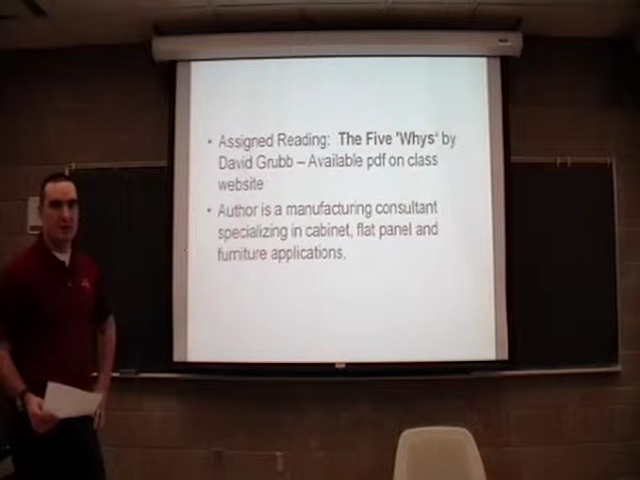 • Assigned Reading: The Five 'Whys' by
David Grubb – Available pdf on class
website
• Author is a manufacturing consultant
specializing in cabinet, flat panel and
furniture applications.